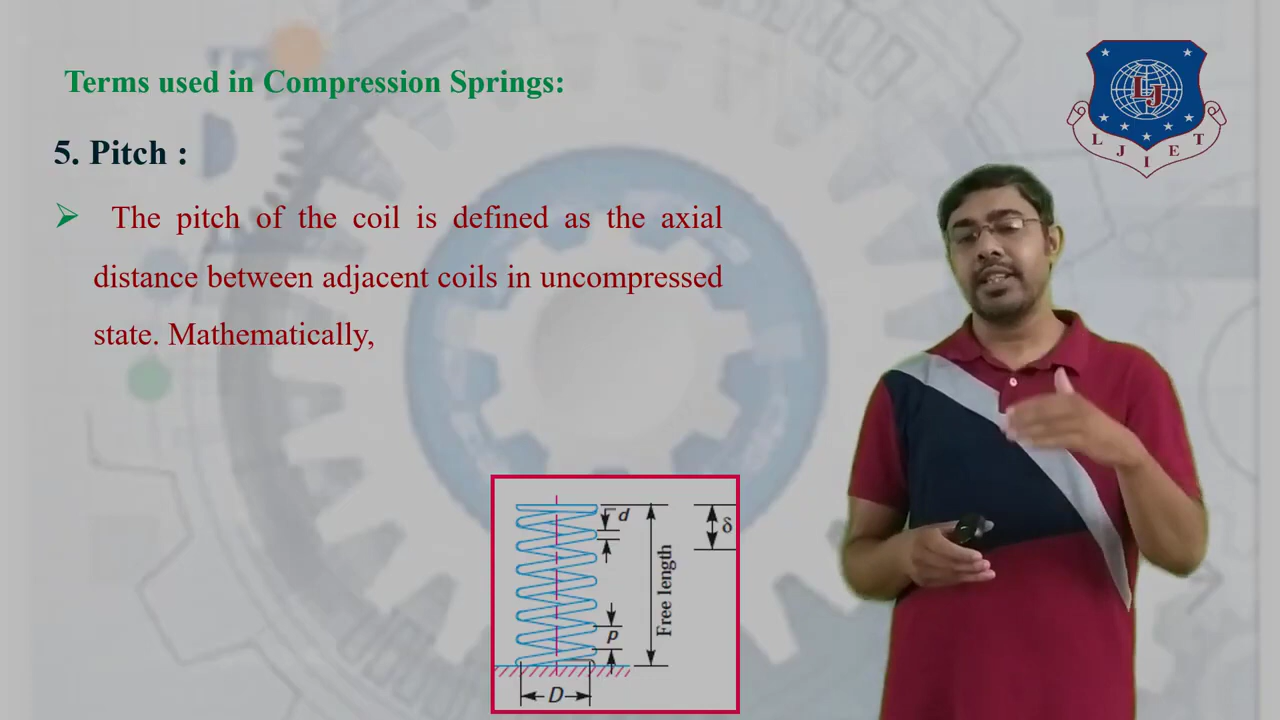 Terms used in Compression Springs:
5. Pitch :
The pitch of the coil is defined as the axial
distance between adjacent coils in uncompressed
state. Mathematically,
d
δ
Free length
p
D
LJ
L J I E T